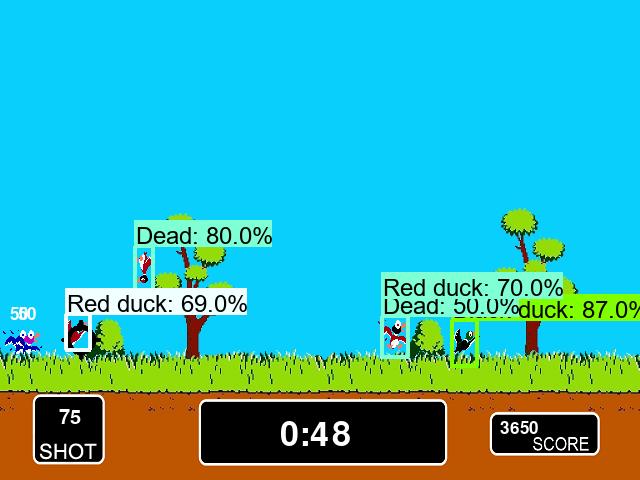 Dead: 80.0%
Red duck: 70.0%
Red duck: 69.0%
Dead: 50.0%
duck: 87.0%
75
SHOT
0:48
3650
SCORE